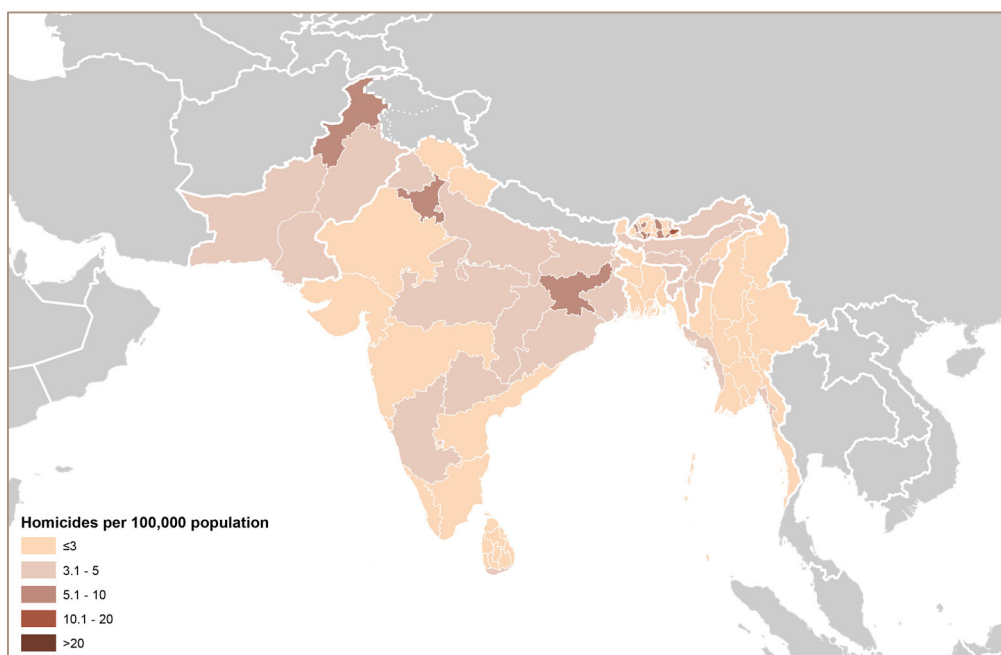 Homicides per 100,000 population
≤3
3.1 - 5
5.1 - 10
10.1 - 20
>20